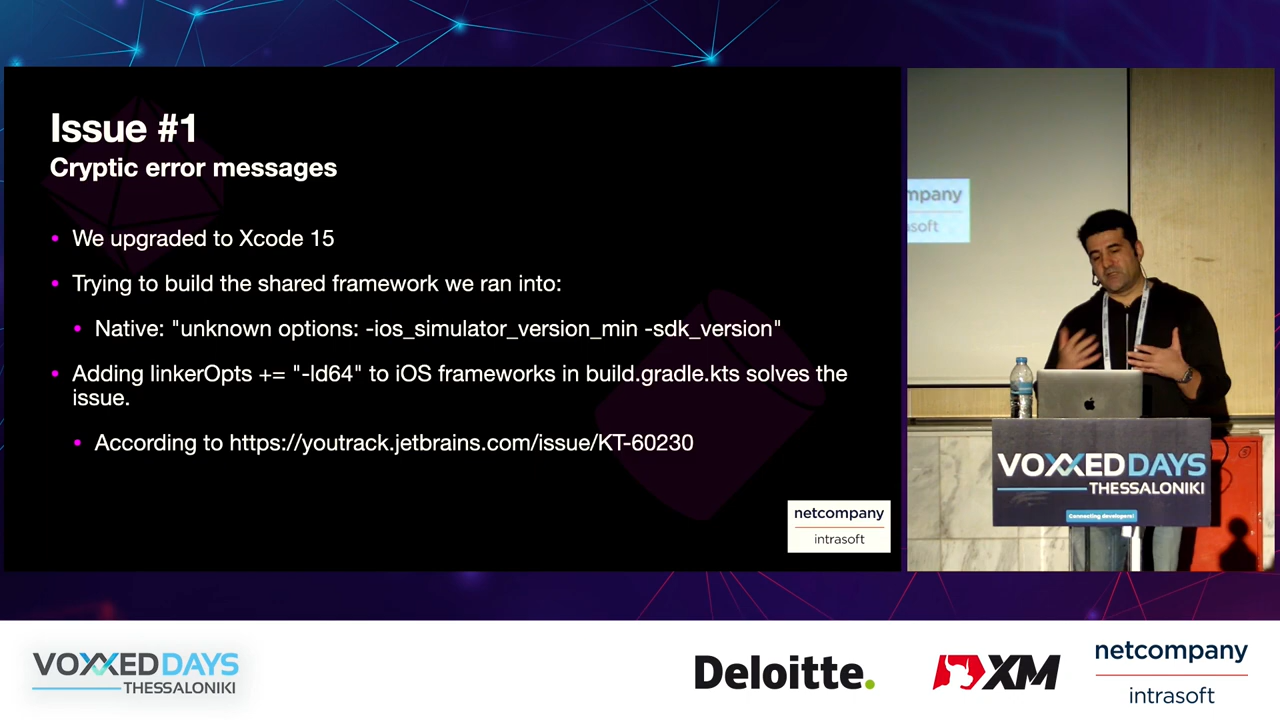 Issue #1
Cryptic error messages
• We upgraded to Xcode 15
• Trying to build the shared framework we ran into:
• Native: "unknown options: -ios_simulator_version_min -sdk_version"
• Adding linkerOpts += "-ld64" to iOS frameworks in build.gradle.kts solves the
issue.
• According to https://youtrack.jetbrains.com/issue/KT-60230
netcompany
intrasoft
mpany
soft
VOXXED DAYS
THESSALONIKI
Connecting developers!
3
VOXXED DAYS
THESSALONIKI
Deloitte.
XM
netcompany
intrasoft